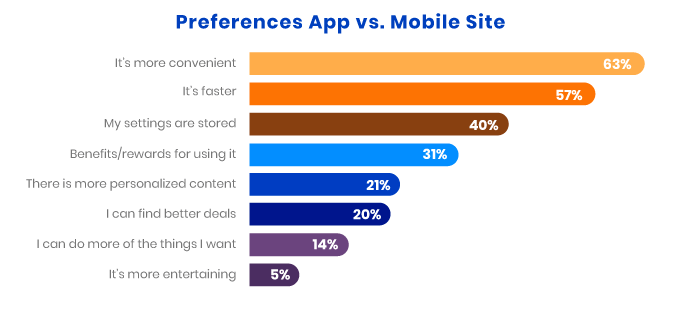 Preferences App vs. Mobile Site
It's more convenient 63%
It's faster 57%
My settings are stored 40%
Benefits/rewards for using it 31%
There is more personalized content 21%
I can find better deals 20%
I can do more of the things I want 14%
It's more entertaining 5%